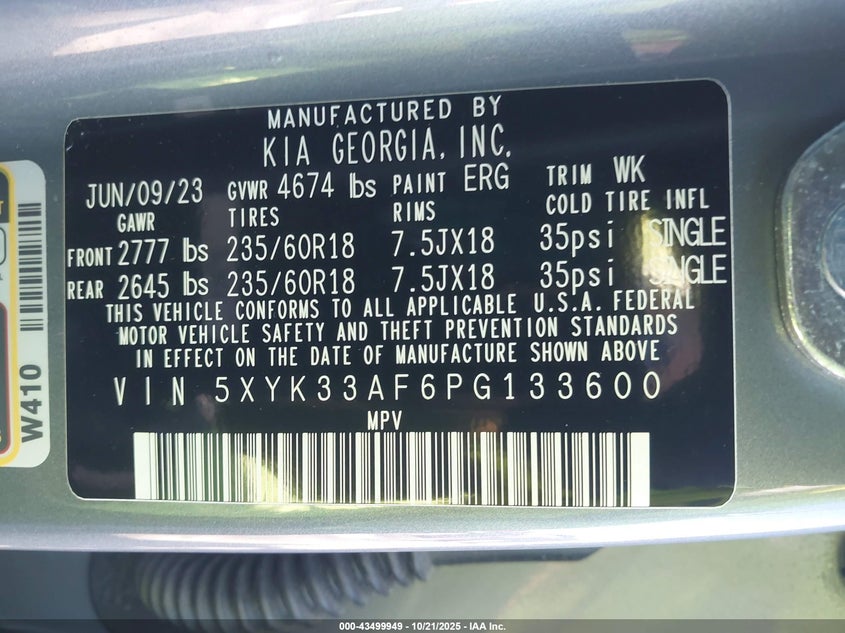 MANUFACTURED BY
KIA GEORGIA, INC.
JUN/09/23 GVWR 4674 lbs PAINT ERG TRIM WK
GAWR TIRES RIMS COLD TIRE INFL
FRONT 2777 lbs 235/60R18 7.5JX18 35psi SINGLE
REAR 2645 lbs 235/60R18 7.5JX18 35psi SINGLE
THIS VEHICLE CONFORMS TO ALL APPLICABLE U.S.A. FEDERAL
MOTOR VEHICLE SAFETY AND THEFT PREVENTION STANDARDS
IN EFFECT ON THE DATE OF MANUFACTURE SHOWN ABOVE
VIN 5XYK33AF6PG133600
MPV
W410
000-43499949 - 10/21/2025 - IAA Inc.